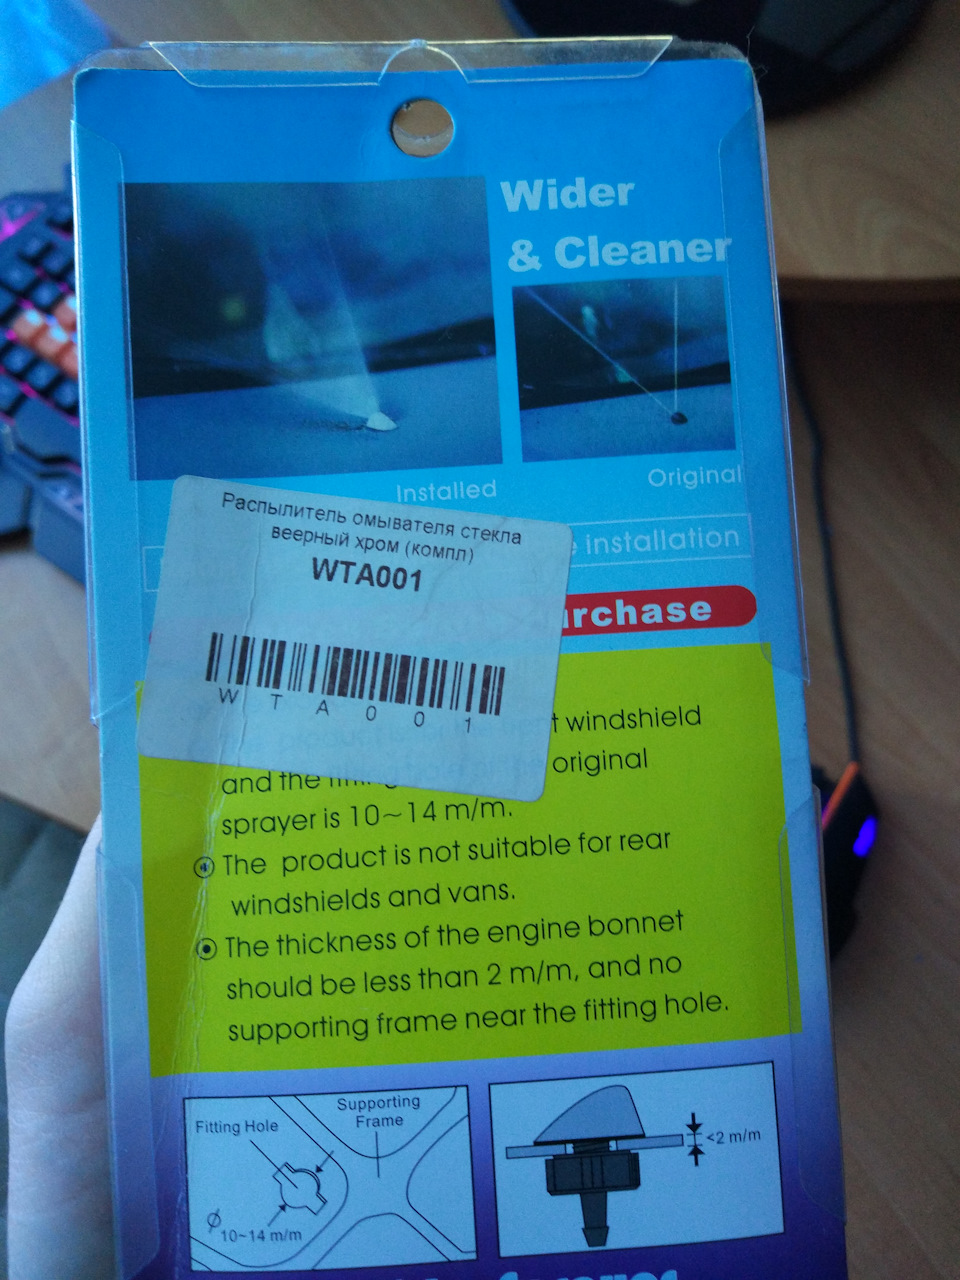 Wider
& Cleaner
Installed
Original
installation
Распылитель омывателя стекла
веерный хром (компл)
WTA001
W T A 0 0 1
windshield
and the
original
sprayer is 10~14 m/m.
The product is not suitable for rear
windshields and vans.
The thickness of the engine bonnet
should be less than 2 m/m, and no
supporting frame near the fitting hole.
Fitting Hole
Supporting
Frame
Ø
10~14 m/m
<2 m/m